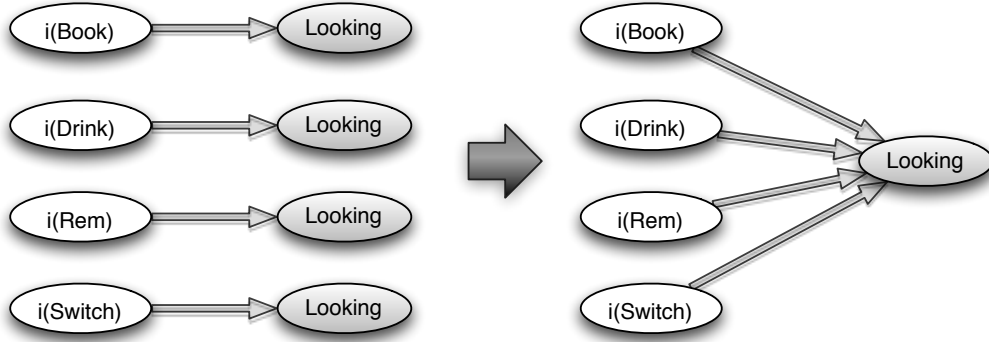 i(Book)
Looking
i(Drink)
Looking
i(Rem)
Looking
i(Switch)
Looking
i(Book)
i(Drink)
Looking
i(Rem)
i(Switch)